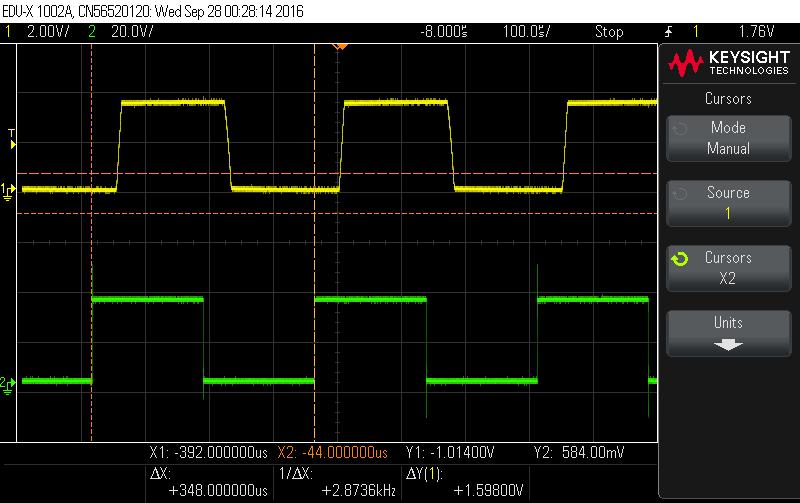 EDU-X 1002A, CN56520120: Wed Sep 28 00:28:14 2016
1 2.00V/ 2 20.0V/ -8.000s 100.0s/ Stop 1 1.76V
KEYSIGHT
TECHNOLOGIES
Cursors
Mode
Manual
Source
1
Cursors
X2
Units
T
1
2
X1: -392.000000us X2: -44.000000us Y1: -1.01400V Y2: 584.00mV
ΔX:
+348.000000us
1/ΔX:
+2.8736kHz
ΔY(1):
+1.59800V